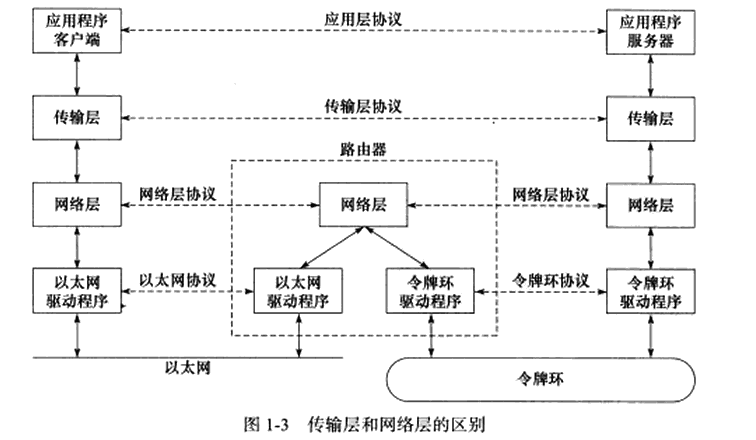 应用层协议
应用程序
客户端
应用程序
服务器
传输层协议
传输层
传输层
路由器
网络层协议
网络层协议
网络层
网络层
网络层
以太网协议
令牌环协议
以太网
驱动程序
以太网
驱动程序
令牌环
驱动程序
令牌环
驱动程序
以太网
令牌环
图 1-3 传输层和网络层的区别